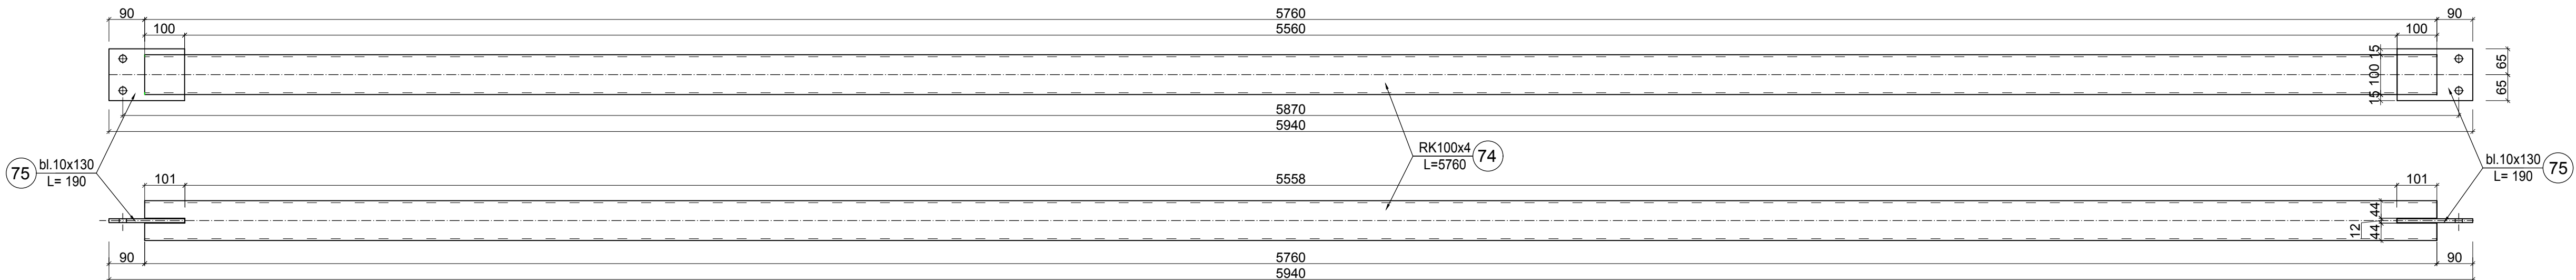 90 5760 90
100 5560 100
15 100 15
65 65
5870
5940
75 bl.10x130
L= 190
RK100x4 74
L=5760
bl.10x130 75
L= 190
101 5558 101
44 12 44
90 5760 90
5940